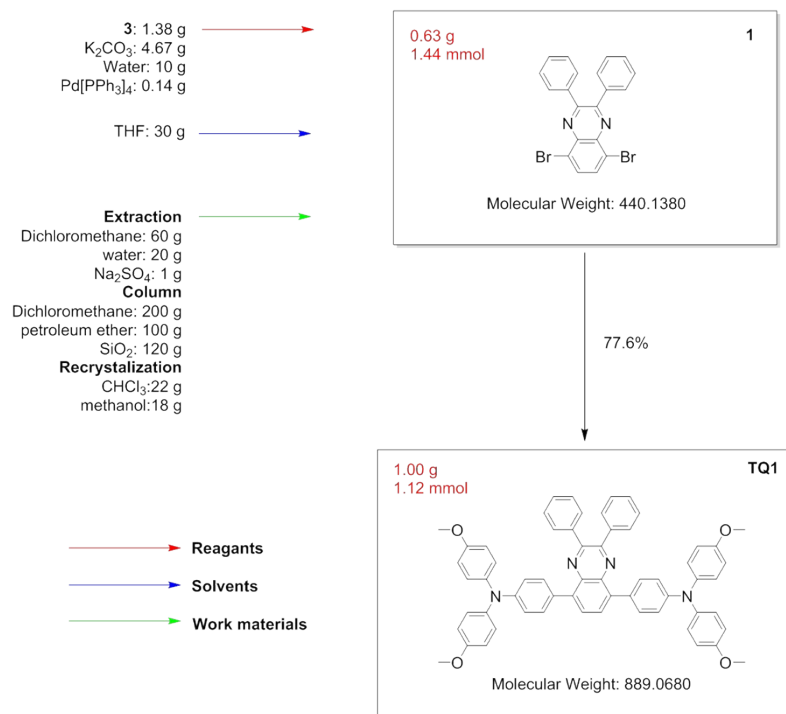 3: 1.38 g
K2CO3: 4.67 g
Water: 10 g
Pd[PPh3]4: 0.14 g
THF: 30 g
Extraction
Dichloromethane: 60 g
water: 20 g
Na2SO4: 1 g
Column
Dichloromethane: 200 g
petroleum ether: 100 g
SiO2: 120 g
Recrystalization
CHCl3:22 g
methanol:18 g
0.63 g
1.44 mmol
1
N
N
Br
Br
Molecular Weight: 440.1380
77.6%
1.00 g
1.12 mmol
TQ1
O
O
N
N
N
N
O
O
Molecular Weight: 889.0680
Reagants
Solvents
Work materials